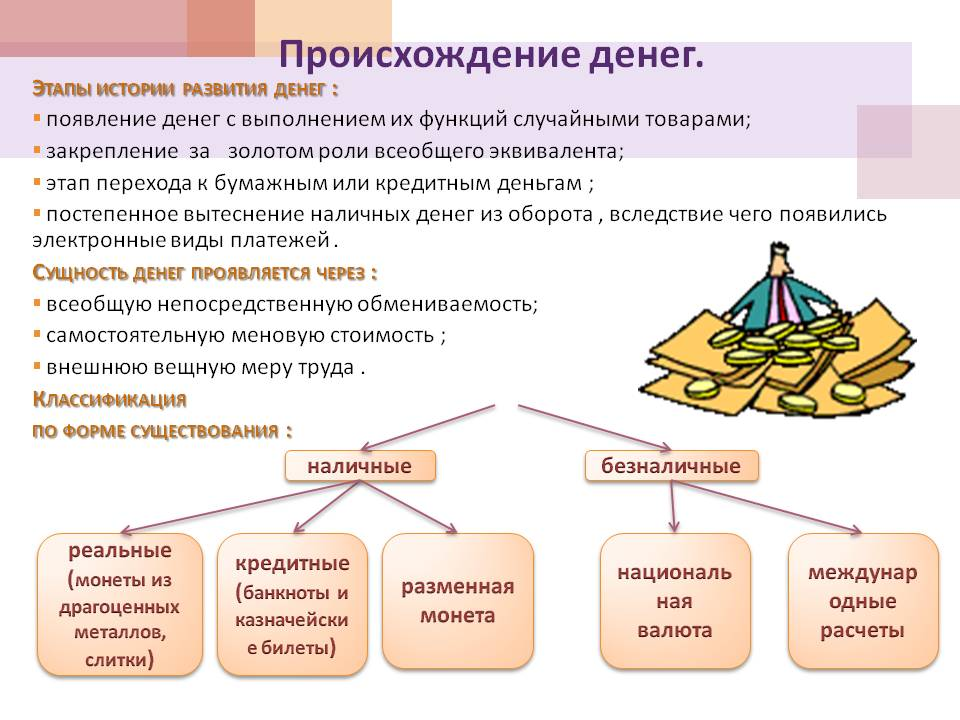 Происхождение денег.
Этапы истории развития денег :
▪ появление денег с выполнением их функций случайными товарами;
▪ закрепление за золотом роли всеобщего эквивалента;
▪ этап перехода к бумажным или кредитным деньгам ;
▪ постепенное вытеснение наличных денег из оборота , вследствие чего появились
электронные виды платежей .
Сущность денег проявляется через :
▪ всеобщую непосредственную обмениваемость;
▪ самостоятельную меновую стоимость ;
▪ внешнюю вещную меру труда .
Классификация
по форме существования :
наличные
безналичные
реальные
(монеты из
драгоценных
металлов,
слитки)
кредитные
(банкноты и
казначейски
е билеты)
разменная
монета
националь
ная
валюта
междунар
одные
расчеты